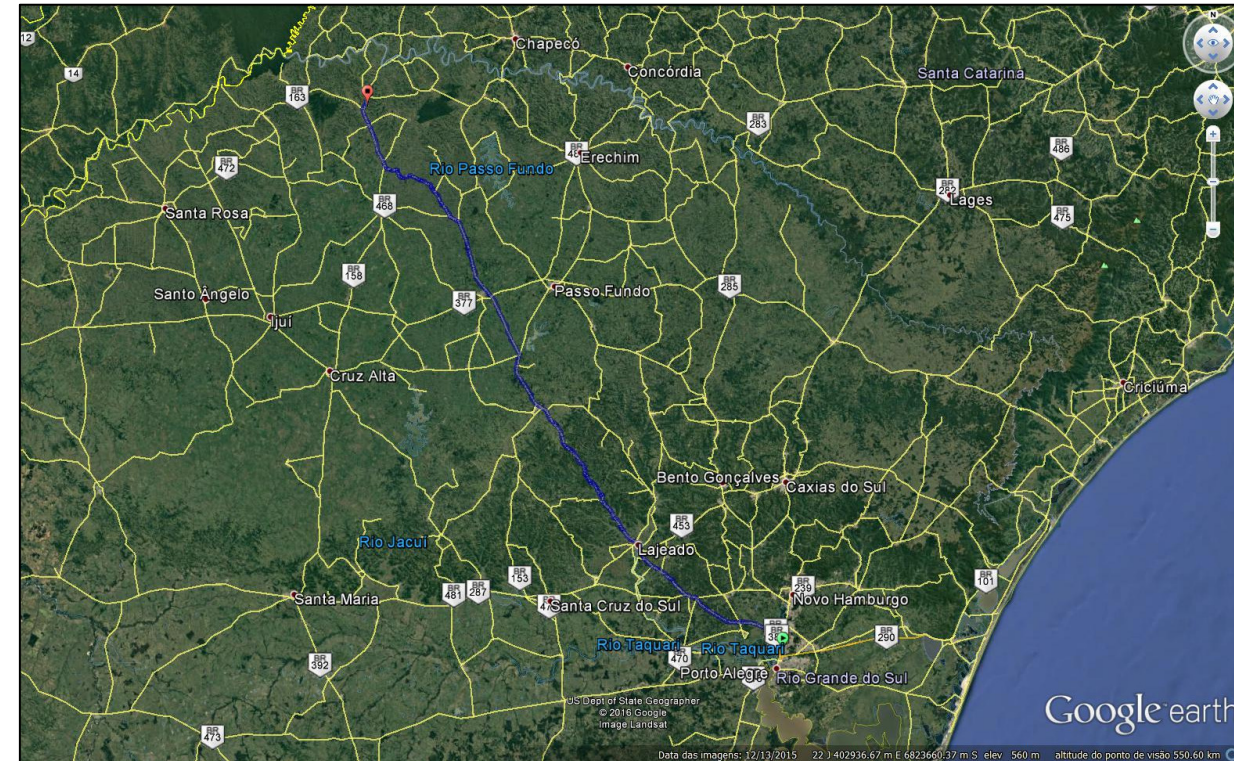 N
12
14
Chapecó
Concórdia
Santa Catarina
BR
163
BR
283
BR
486
Erechim
Rio Passo Fundo
BR
472
BR
282
Lages
BR
475
BR
468
Santa Rosa
BR
158
BR
285
Santo Ângelo
BR
377
Passo Fundo
Ijuí
Cruz Alta
Criciúma
Bento Gonçalves
Caxias do Sul
BR
453
Rio Jacuí
Lajeado
BR
153
BR
101
BR
481
BR
287
BR
239
Santa Maria
Santa Cruz do Sul
Novo Hamburgo
BR
290
Rio Taquari
Rio Taquari
BR
392
BR
470
Porto Alegre
Rio Grande do Sul
US Dept of State Geographer
© 2016 Google
Image Landsat
Google earth
BR
473
Data das imagens: 12/13/2015 22 J 402936.67 m E 6823660.37 m S elev 560 m altitude do ponto de visão 550.60 km